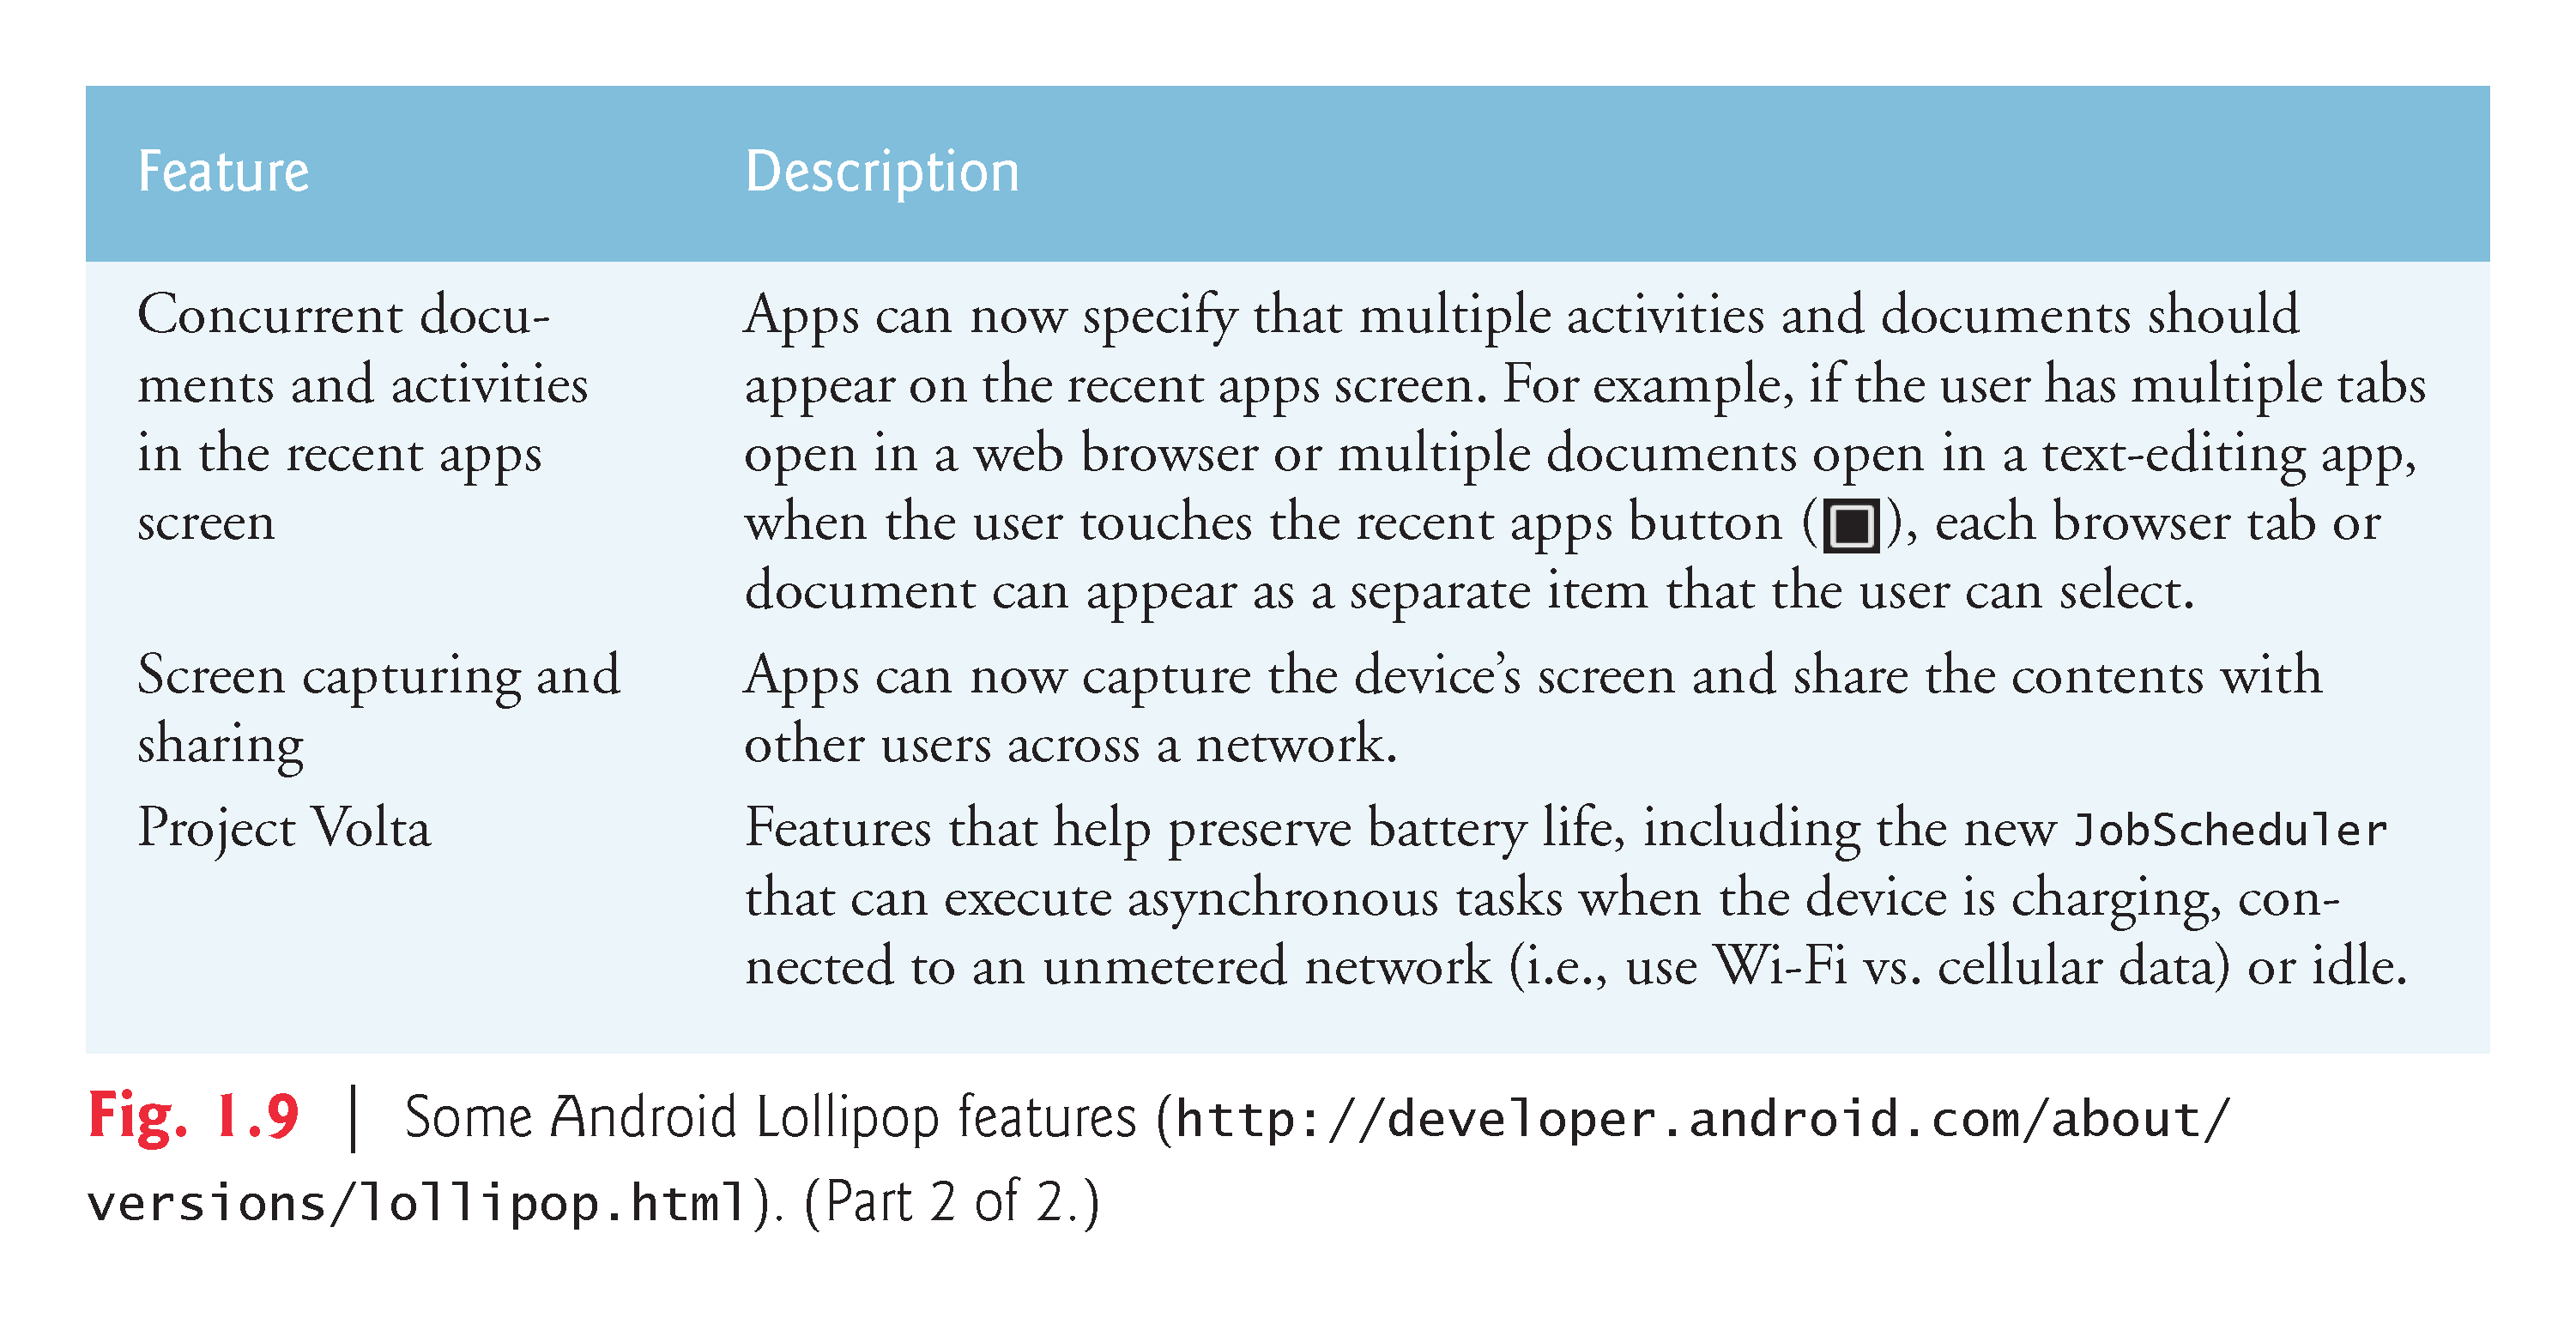 Feature Description
Concurrent docu-
ments and activities
in the recent apps
screen
Apps can now specify that multiple activities and documents should
appear on the recent apps screen. For example, if the user has multiple tabs
open in a web browser or multiple documents open in a text-editing app,
when the user touches the recent apps button (▣), each browser tab or
document can appear as a separate item that the user can select.
Screen capturing and
sharing
Apps can now capture the device’s screen and share the contents with
other users across a network.
Project Volta
Features that help preserve battery life, including the new JobScheduler
that can execute asynchronous tasks when the device is charging, con-
nected to an unmetered network (i.e., use Wi-Fi vs. cellular data) or idle.
Fig. 1.9 | Some Android Lollipop features (http://developer.android.com/about/
versions/lollipop.html). (Part 2 of 2.)